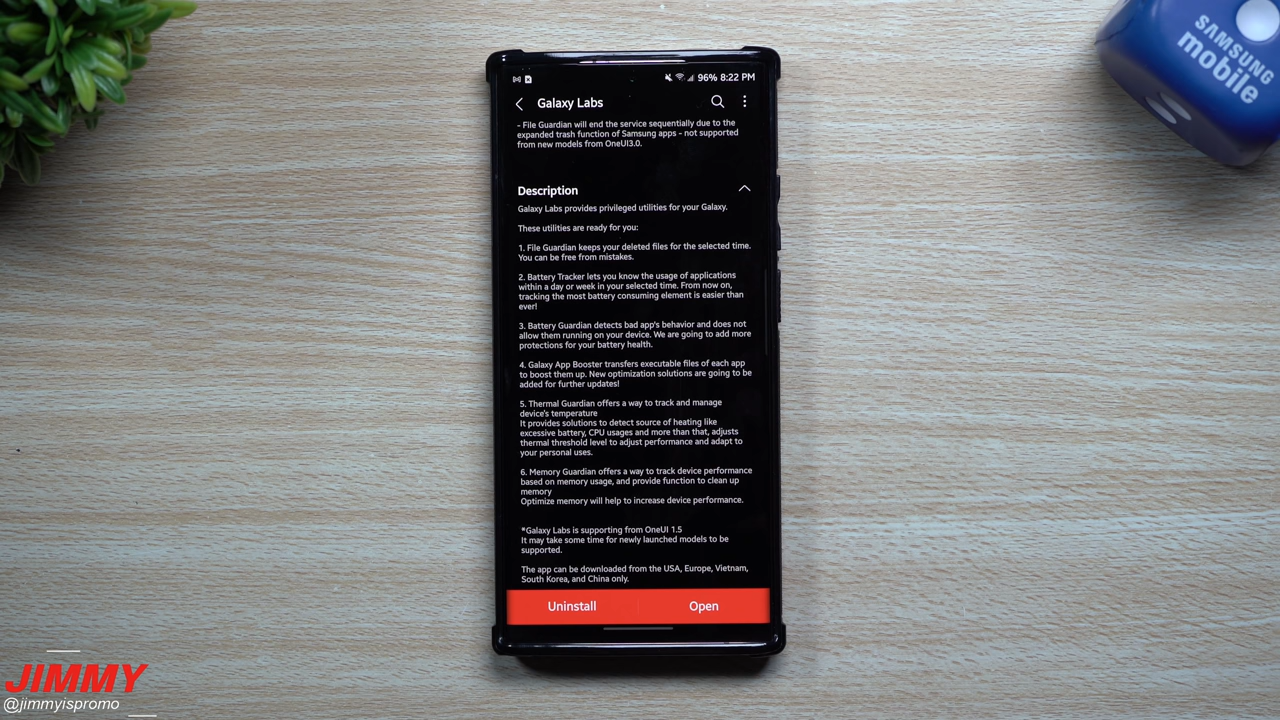 96% 8:22 PM
Galaxy Labs
- File Guardian will end the service sequentially due to the
expanded trash function of Samsung apps - not supported
from new models from OneUI3.0.
Description
Galaxy Labs provides privileged utilities for your Galaxy.
These utilities are ready for you:
1. File Guardian keeps your deleted files for the selected time.
You can be free from mistakes.
2. Battery Tracker lets you know the usage of applications
within a day or week in your selected time. From now on,
tracking the most battery consuming element is easier than
ever!
3. Battery Guardian detects bad app's behavior and does not
allow them running on your device. We are going to add more
protections for your battery health.
4. Galaxy App Booster transfers executable files of each app
to boost them up. New optimization solutions are going to be
added for further updates!
5. Thermal Guardian offers a way to track and manage
device's temperature
It provides solutions to detect source of heating like
excessive battery, CPU usages and more than that, adjusts
thermal threshold level to adjust performance and adapt to
your personal uses.
6. Memory Guardian offers a way to track device performance
based on memory usage, and provide function to clean up
memory
Optimize memory will help to increase device performance.
*Galaxy Labs is supporting from OneUI 1.5
It may take some time for newly launched models to be
supported.
The app can be downloaded from the USA, Europe, Vietnam,
South Korea, and China only.
Uninstall Open
SAMSUNG
mobile
JIMMY
@jimmyispromo